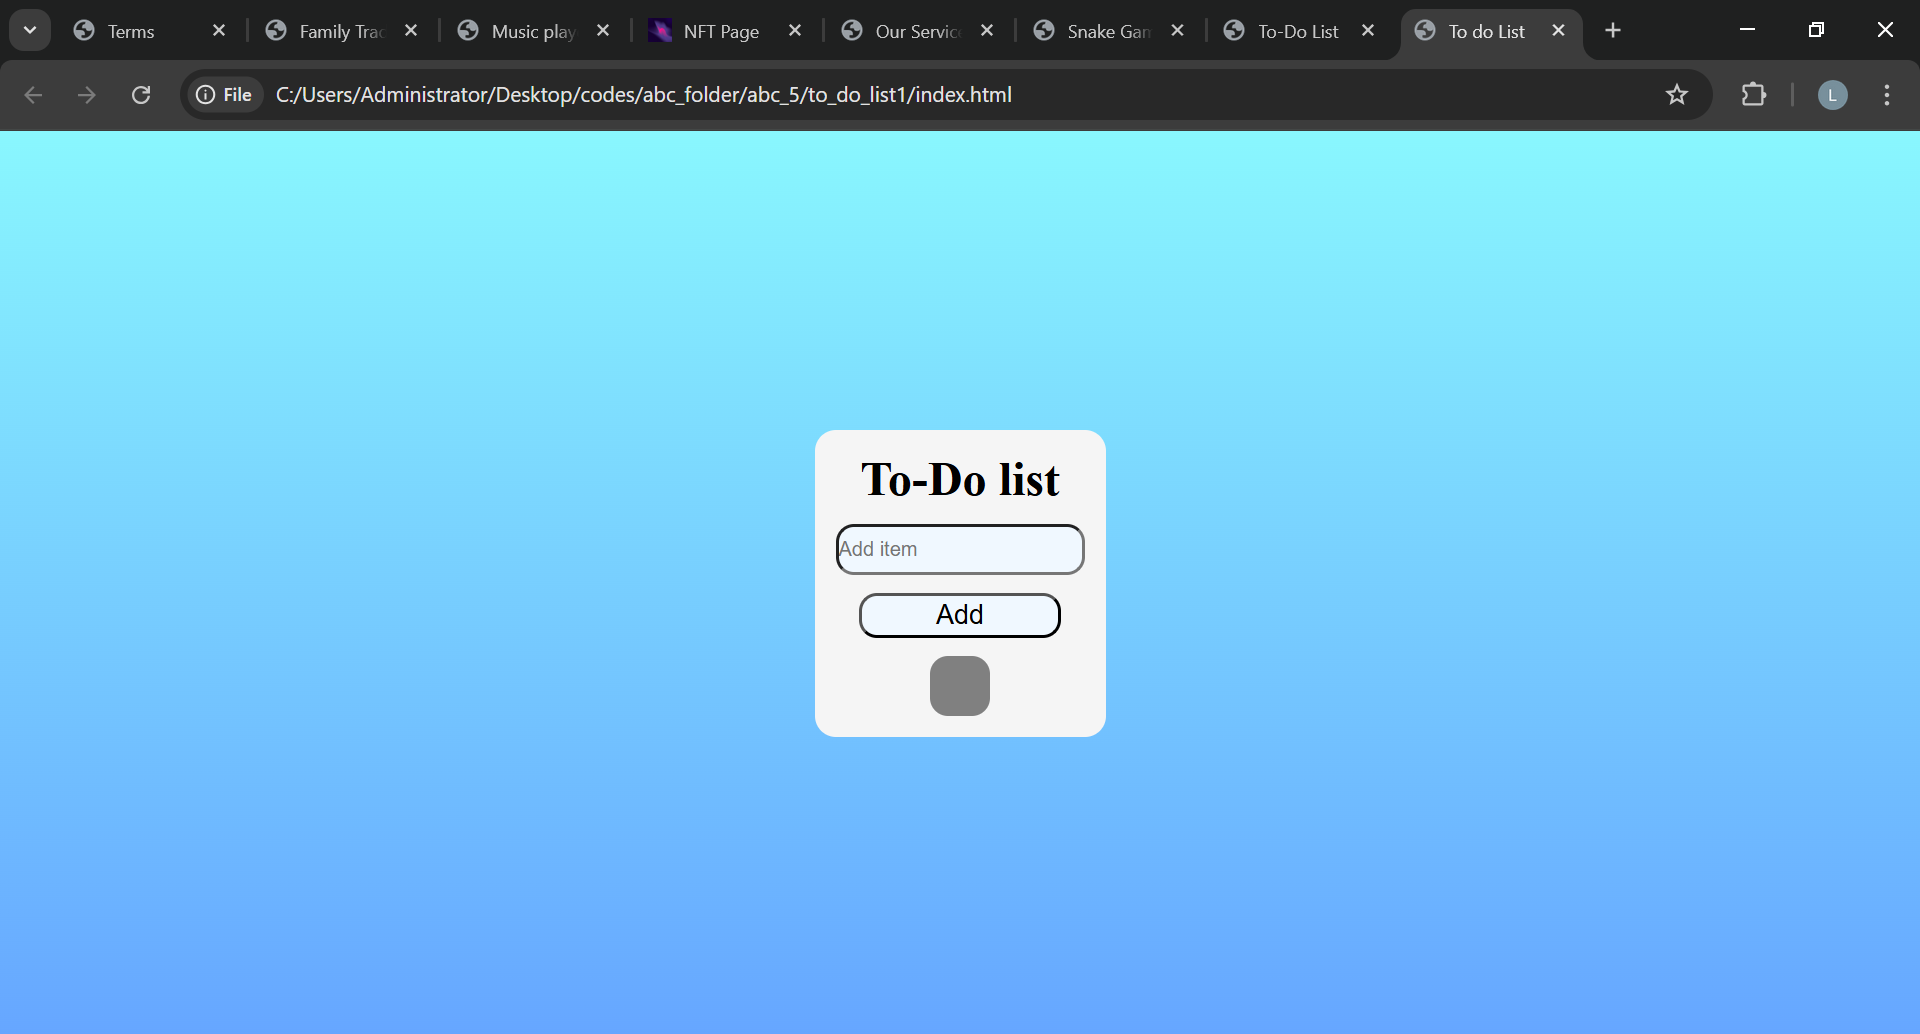 Terms
Family Trac
Music play
NFT Page
Our Servic
Snake Gam
To-Do List
To do List
File
C:/Users/Administrator/Desktop/codes/abc_folder/abc_5/to_do_list1/index.html
L
To-Do list
Add item
Add